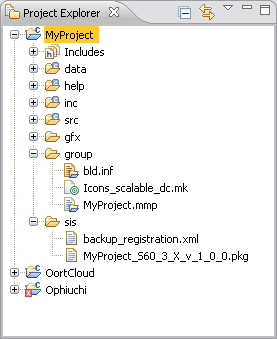 Project Explorer
MyProject
Includes
data
help
inc
src
gfx
group
bld.inf
Icons_scalable_dc.mk
MyProject.mmp
sis
backup_registration.xml
MyProject_S60_3_X_v_1_0_0.pkg
OortCloud
Ophiuchi